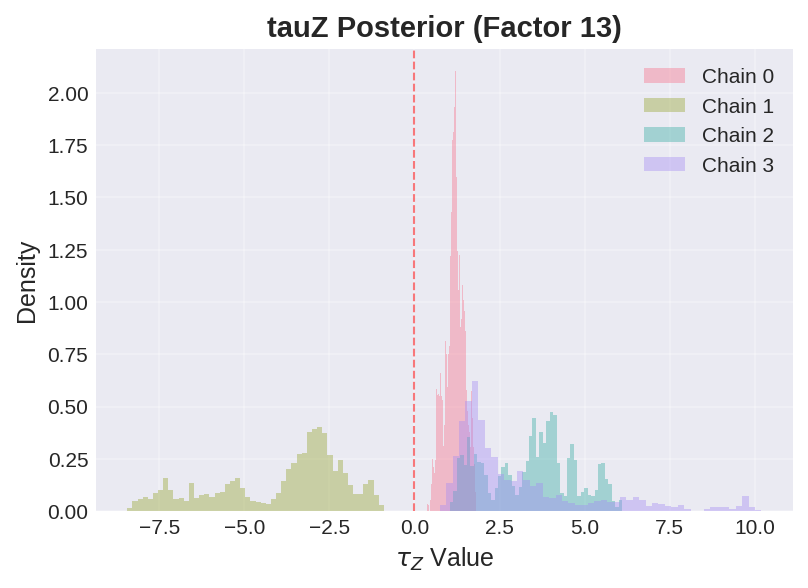 tauZ Posterior (Factor 13)
Chain 0
Chain 1
Chain 2
Chain 3
Density
2.00
1.75
1.50
1.25
1.00
0.75
0.50
0.25
0.00
−7.5 −5.0 −2.5 0.0 2.5 5.0 7.5 10.0
τZ Value